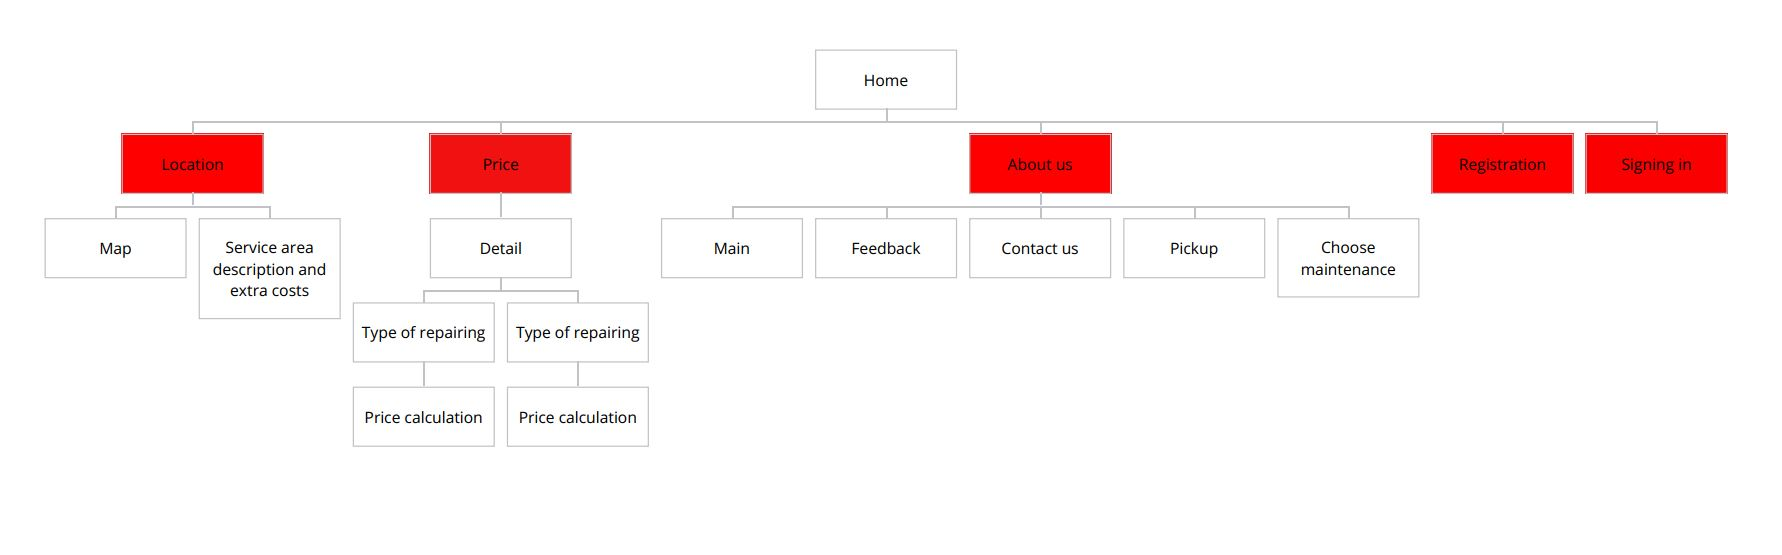 Home
Location
Price
About us
Registration
Signing in
Map
Service area
description and
extra costs
Detail
Main
Feedback
Contact us
Pickup
Choose
maintenance
Type of repairing
Type of repairing
Price calculation
Price calculation